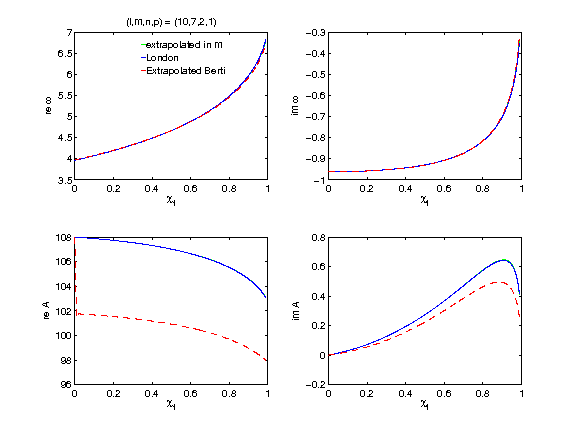 (l,m,n,p) = (10,7,2,1)
7
6.5
6
5.5
5
4.5
4
3.5
re ω
0 0.2 0.4 0.6 0.8 1
χf
extrapolated in m
London
Extrapolated Berti
−0.3
−0.4
−0.5
−0.6
−0.7
−0.8
−0.9
−1
im ω
0 0.2 0.4 0.6 0.8 1
χf
108
106
104
102
100
98
96
re A
0 0.2 0.4 0.6 0.8 1
χf
0.8
0.6
0.4
0.2
0
−0.2
im A
0 0.2 0.4 0.6 0.8 1
χf